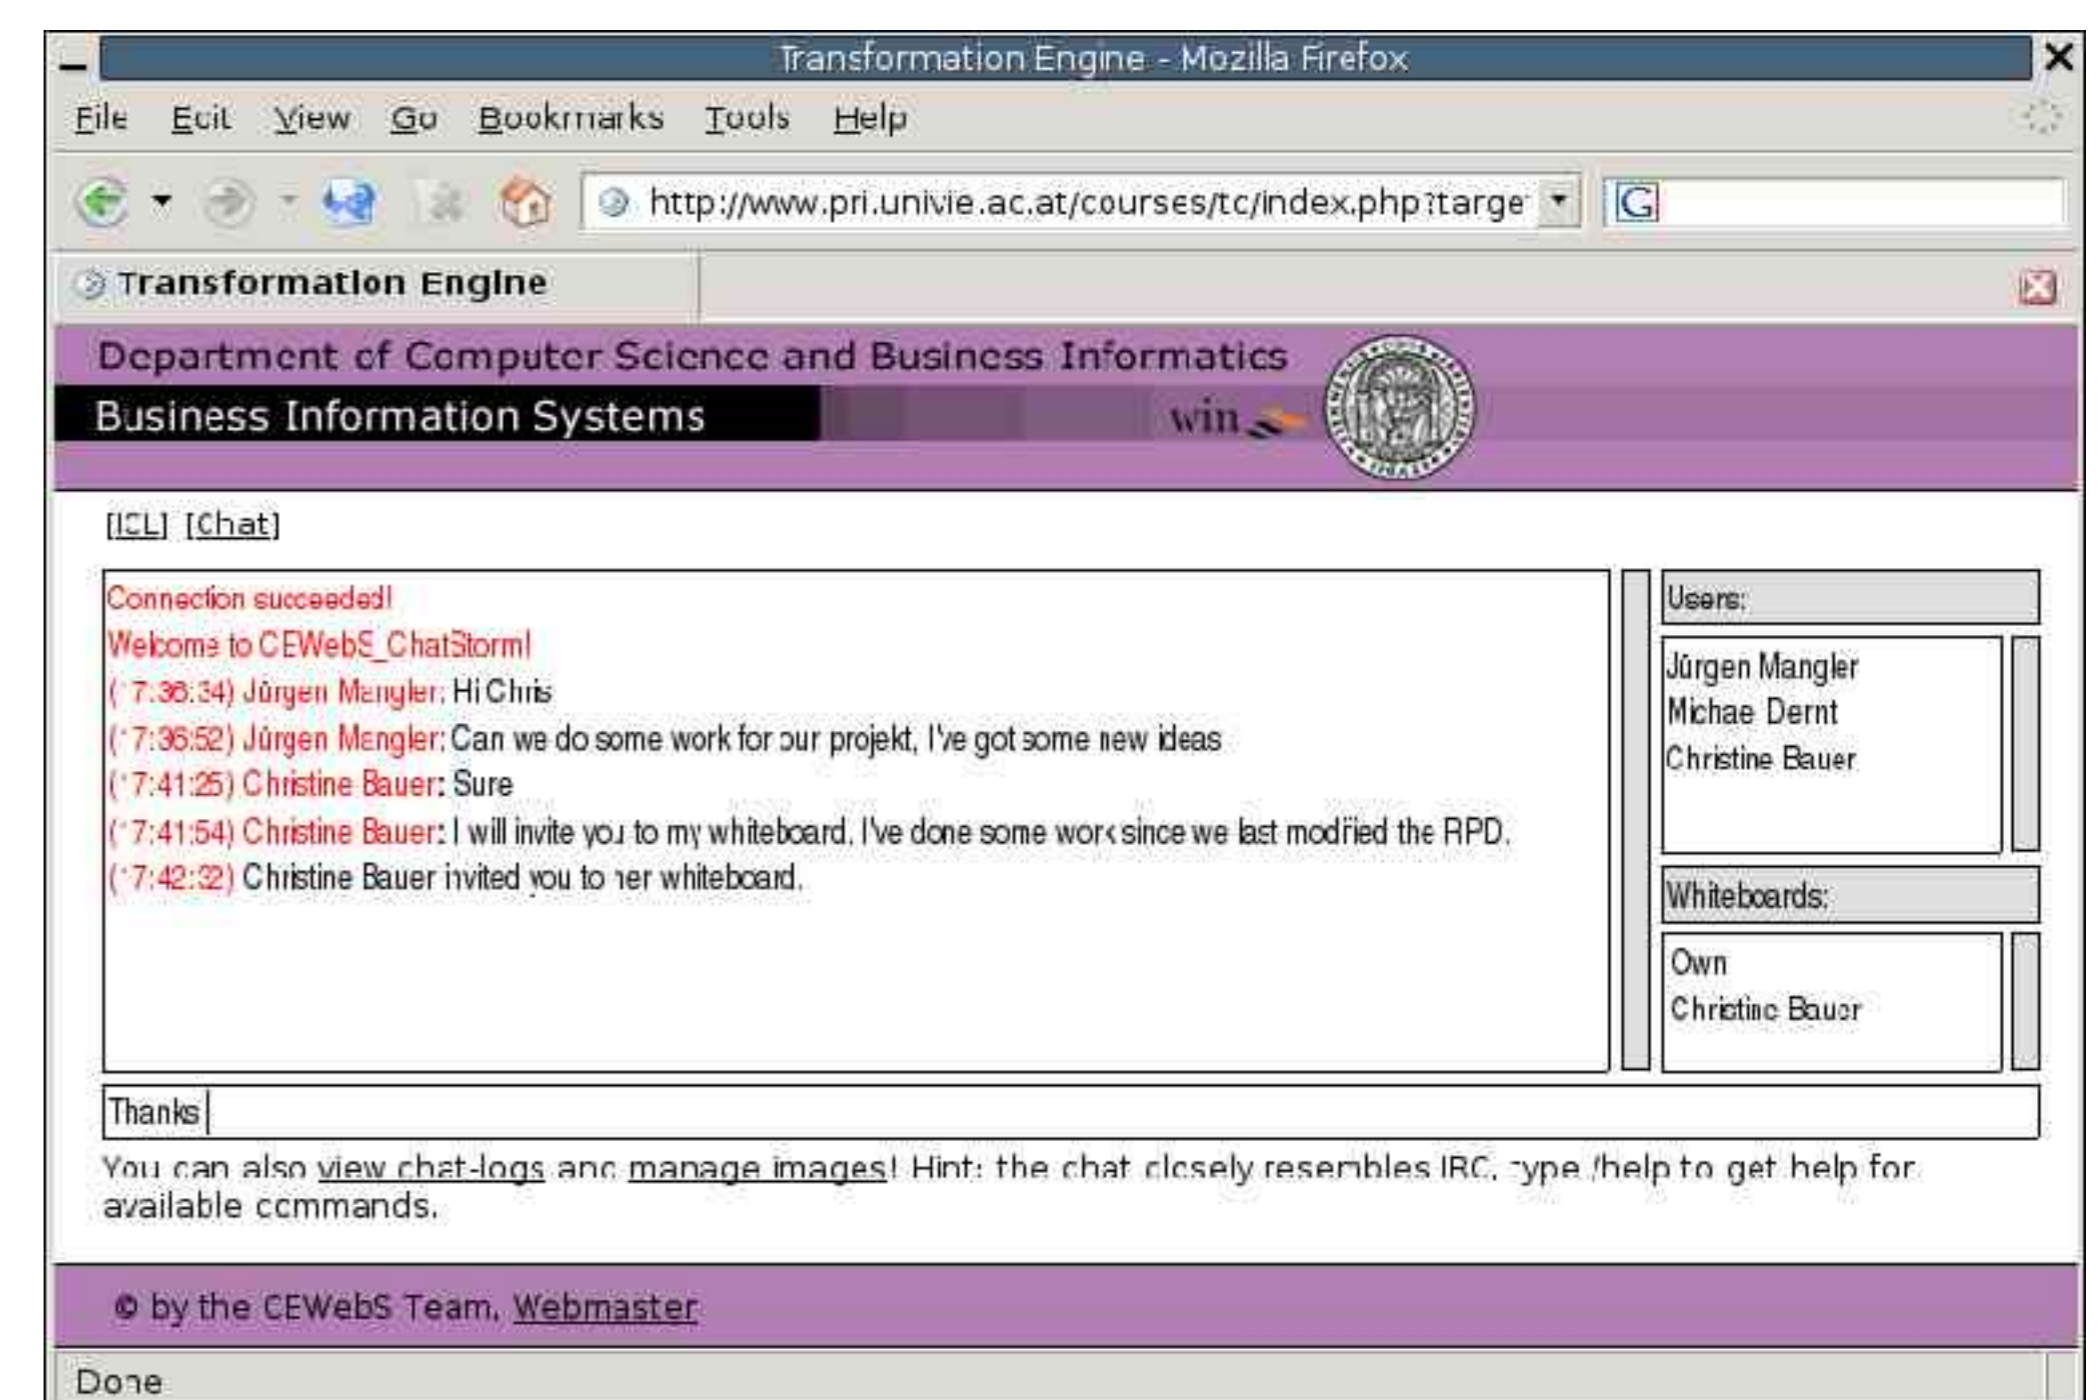 Transformation Engine - Mozilla Firefox
File Edit View Go Bookmarks Tools Help
http://www.pri.univie.ac.at/courses/tc/index.php?targe
G
Transformation Engine
Department of Computer Science and Business Informatics
Business Information Systems
win
[ICL] [Chat]
Connection succeeded!
Welcome to CEWebS_ChatStorm!
(17:36:34) Jürgen Mangler: Hi Chris
(17:36:52) Jürgen Mangler: Can we do some work for our projekt, I've got some new ideas
(17:41:25) Christine Bauer: Sure
(17:41:54) Christine Bauer: I will invite you to my whiteboard, I've done some work since we last modified the RPD.
(17:42:32) Christine Bauer invited you to her whiteboard.
Users:
Jürgen Mangler
Michae Dernt
Christine Bauer
Whiteboards:
Own
Christine Bauer
Thanks
You can also view chat-logs and manage images! Hint: the chat closely resembles IRC, type /help to get help for
available commands.
© by the CEWebS Team, Webmaster
Done